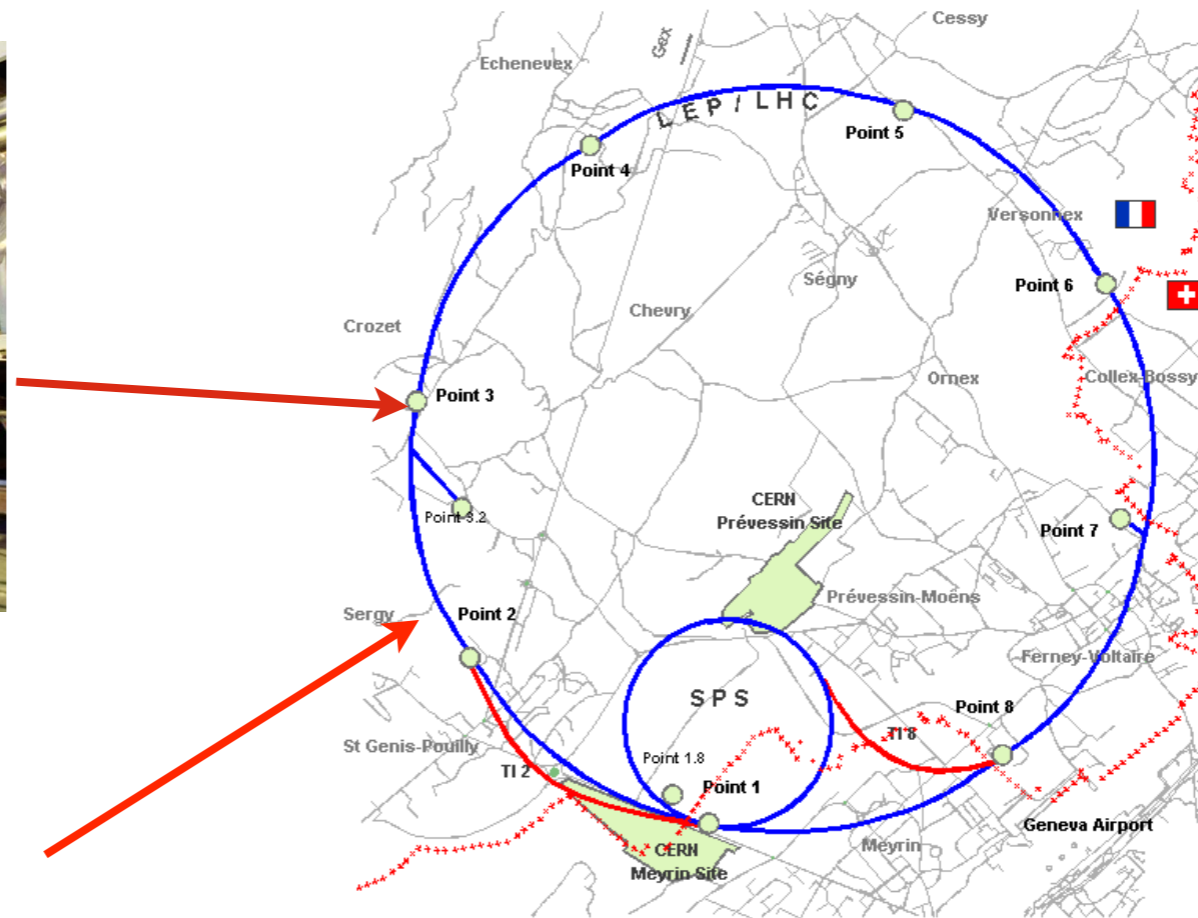 Cessy
Gex
Echenevex
LEP / LHC
Point 5
Point 4
Versonnex
Ségny
Point 6
Chevry
Crozet
Ornex
Collex-Bossy
Point 3
CERN
Prévessin Site
Point 3.2
Point 7
Prévessin-Moëns
Sergy
Point 2
Ferney-Voltaire
SPS
Point 8
St Genis-Pouilly
TI 8
Point 1.8
TI 2
Point 1
Geneva Airport
Meyrin
CERN
Meyrin Site